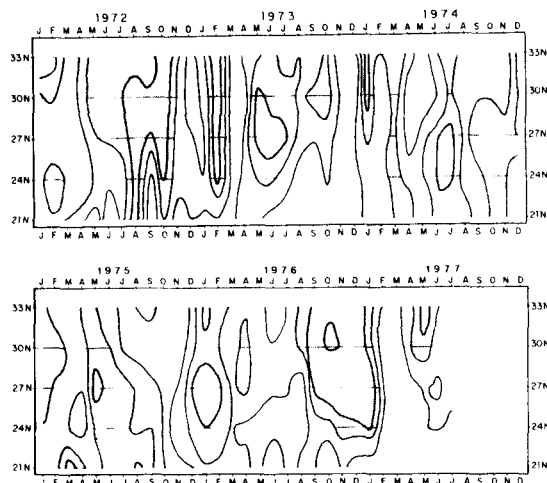 1972 1973 1974
J F M A M J J A S O N D J F M A M J J A S O N D J F M A M J J A S O N D
33N 33N
30N 30N
27N 27N
24N 24N
21N 21N
J F M A M J J A S O N D J F M A M J J A S O N D J F M A M J J A S O N D
1975 1976 1977
J F M A M J J A S O N D J F M A M J J A S O N D J F M A M J J A S O N D
33N 33N
30N 30N
27N 27N
24N 24N
21N 21N
J F M A M J J A S O N D J F M A M J J A S O N D J F M A M J J A S O N D